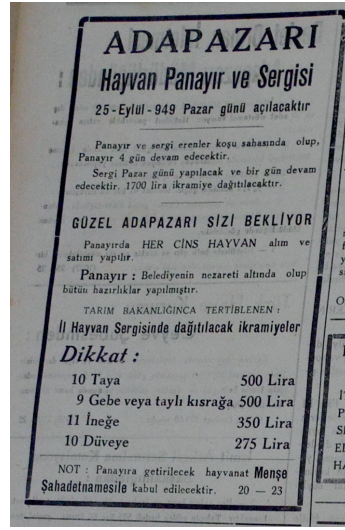 ADAPAZARI
Hayvan Panayır ve Sergisi
25-Eylül-949 Pazar günü açılacaktır
Panayır ve sergi erenler koşu sahasında olup,
Panayır 4 gün devam edecektir.
Sergi Pazar günü yapılacak ve bir gün devam
edecektir. 1700 lira ikramiye dağıtılacaktır.
GÜZEL ADAPAZARI SİZİ BEKLİYOR
Panayırda HER CİNS HAYVAN alım ve
satımı yapılır.
Panayır : Belediyenin nezareti altında olup
bütün hazırlıklar yapılmıştır.
TARIM BAKANLIĞINCA TERTİBLENEN :
İl Hayvan Sergisinde dağıtılacak ikramiyeler
Dikkat :
10 Taya 500 Lira
9 Gebe veya taylı kısrağa 500 Lira
11 İneğe 350 Lira
10 Düveye 275 Lira
NOT : Panayıra getirilecek hayvanat Menşe
Şahadetnamesile kabul edilecektir. 20 — 23